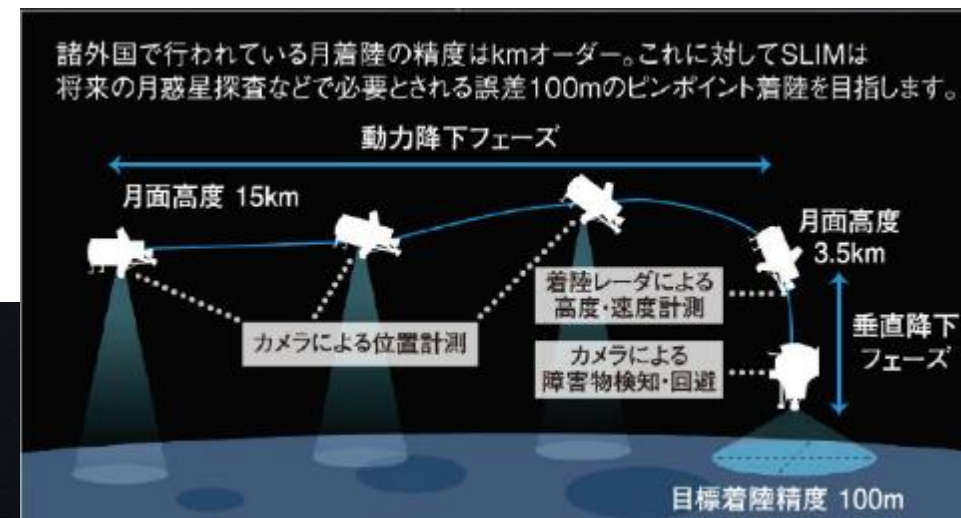 諸外国で行われている月着陸の精度はkmオーダー。これに対してSLIMは
将来の月惑星探査などで必要とされる誤差100mのピンポイント着陸を目指します。
動力降下フェーズ
月面高度 15km
月面高度
3.5km
着陸レーダによる
高度・速度計測
カメラによる位置計測
垂直降下
フェーズ
カメラによる
障害物検知・回避
目標着陸精度 100m